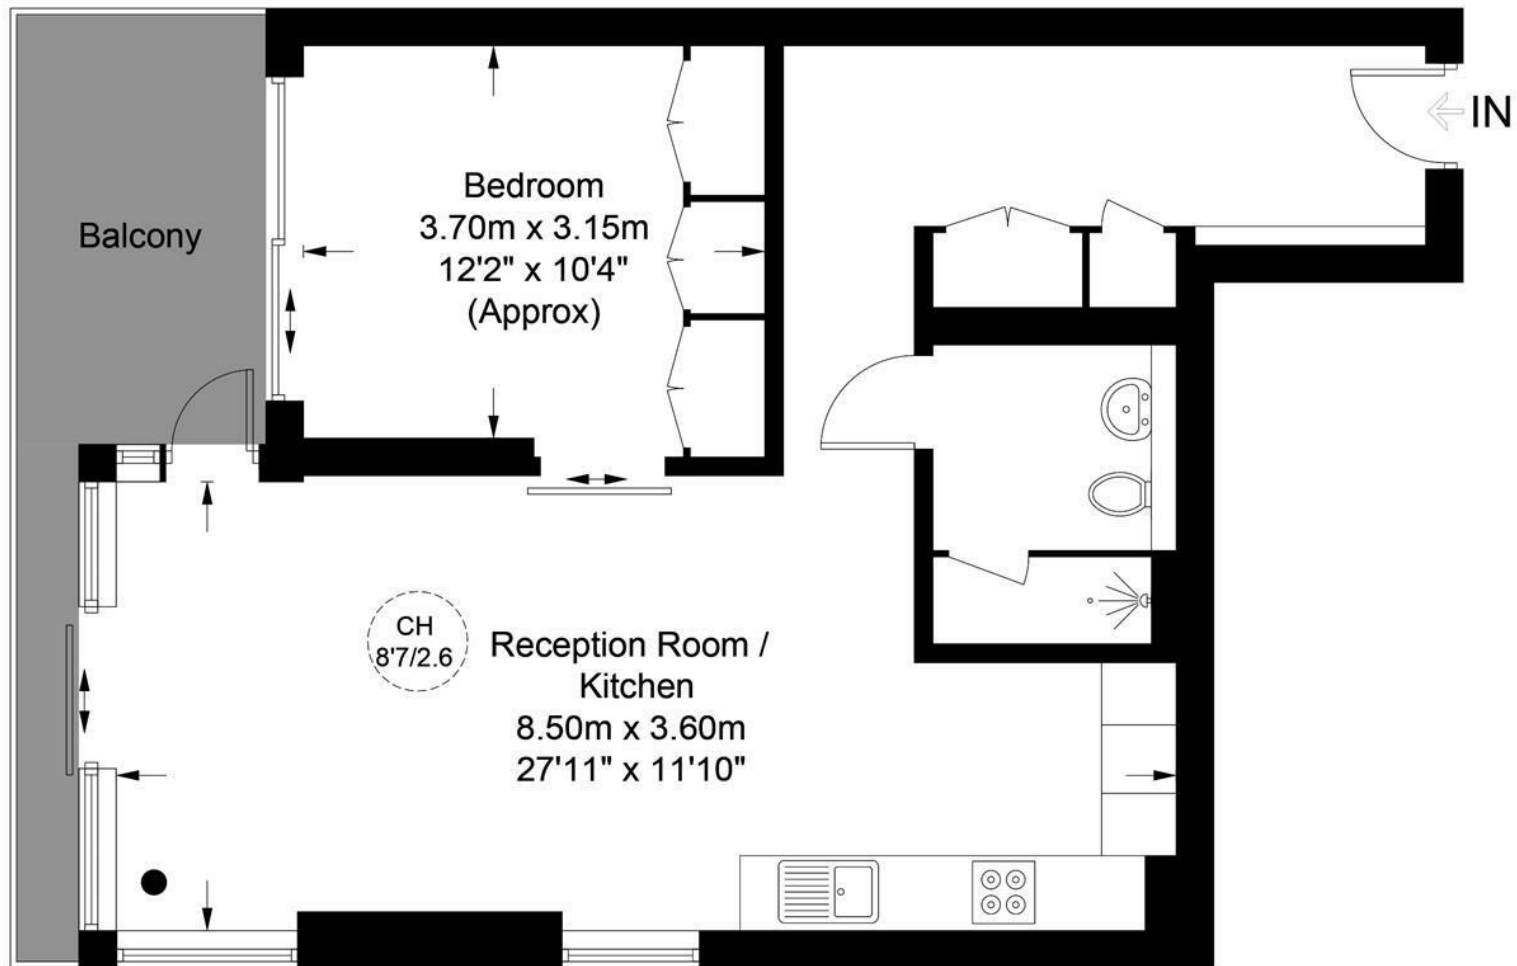 IN
Bedroom
3.70m x 3.15m
12'2" x 10'4"
(Approx)
Balcony
CH
8'7/2.6
Reception Room /
Kitchen
8.50m x 3.60m
27'11" x 11'10"